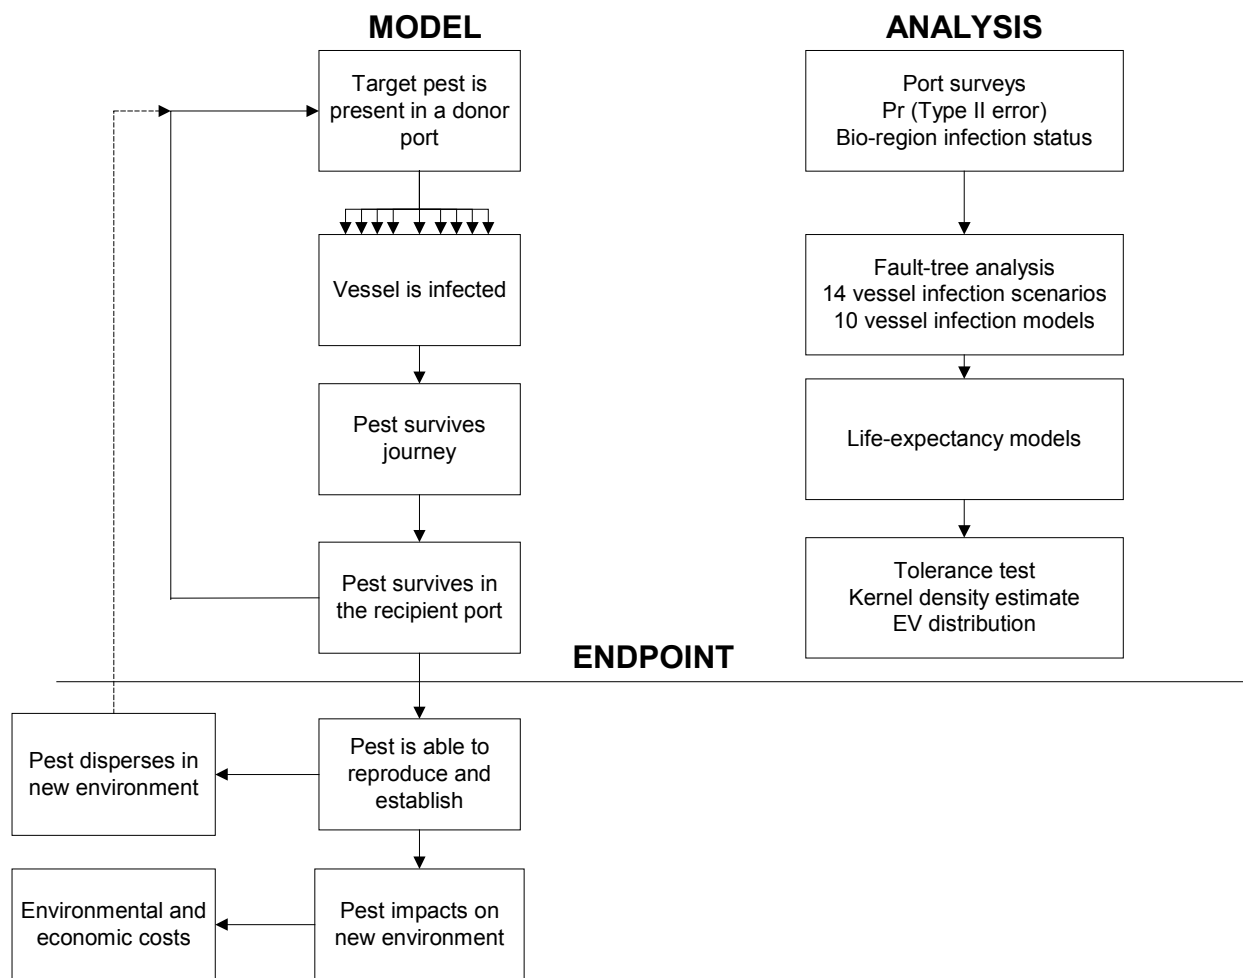 MODEL
Target pest is
present in a donor
port
Vessel is infected
Pest survives
journey
Pest survives in
the recipient port
ANALYSIS
Port surveys
Pr (Type II error)
Bio-region infection status
Fault-tree analysis
14 vessel infection scenarios
10 vessel infection models
Life-expectancy models
Tolerance test
Kernel density estimate
EV distribution
ENDPOINT
Pest disperses in
new environment
Pest is able to
reproduce and
establish
Environmental and
economic costs
Pest impacts on
new environment